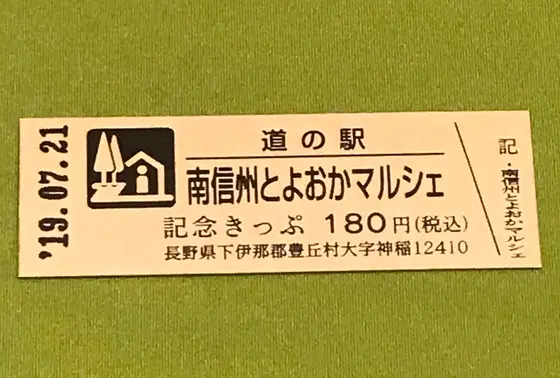 '19.07.21
道の駅
南信州とよおかマルシェ
記念きっぷ 180円(税込)
長野県下伊那郡豊丘村大字神稲12410
記・南信州とよおかマルシェ